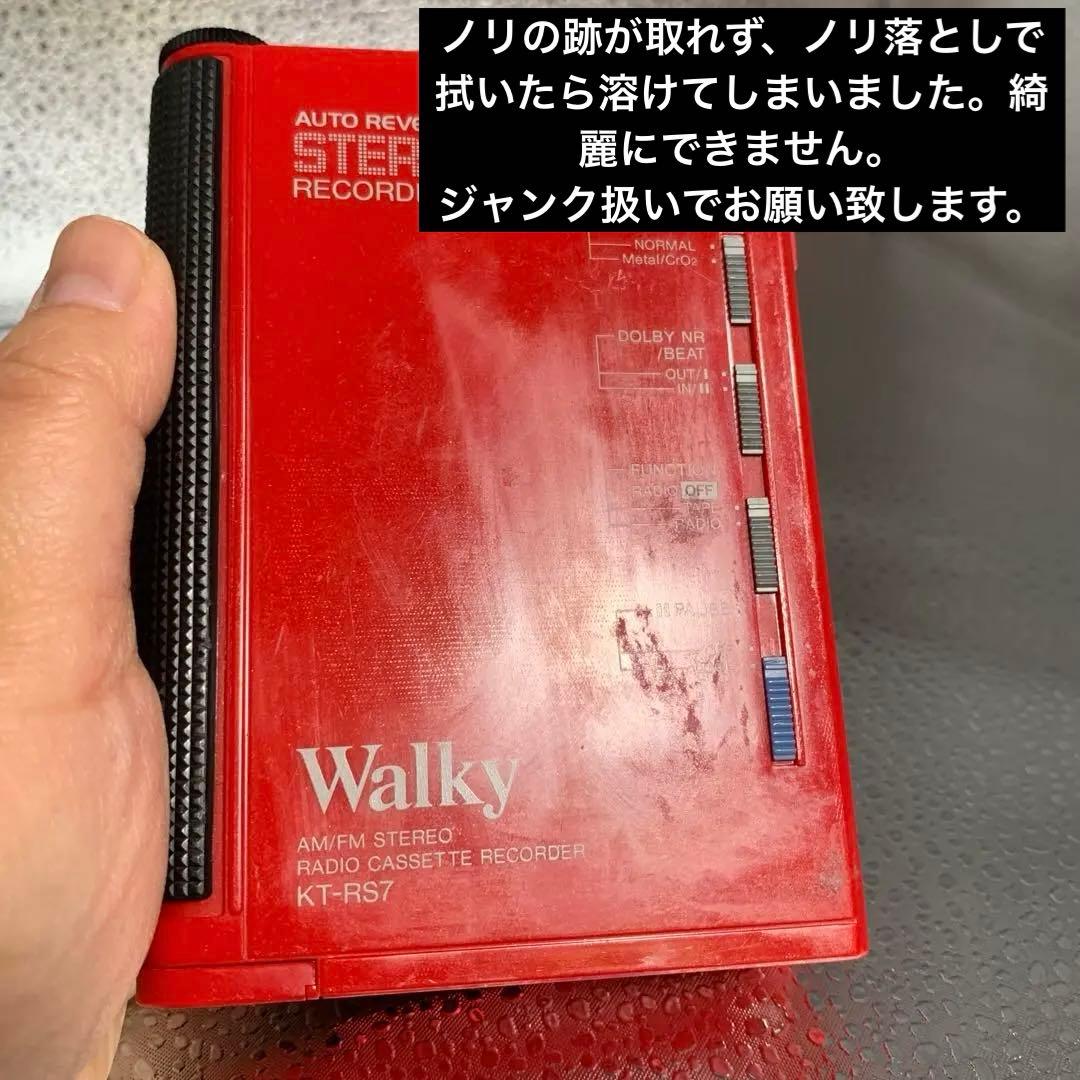 ノリの跡が取れず、ノリ落としで
拭いたら溶けてしまいました。綺
麗にできません。
ジャンク扱いでお願い致します。
AUTO REVE
STER
RECORDE
NORMAL
Metal/CrO₂
DOLBY NR
/BEAT
OUT/I
IN/II
FUNCTION
RADIO OFF
TAPE
RADIO
PAUSE
Walky
AM/FM STEREO
RADIO CASSETTE RECORDER
KT-RS7